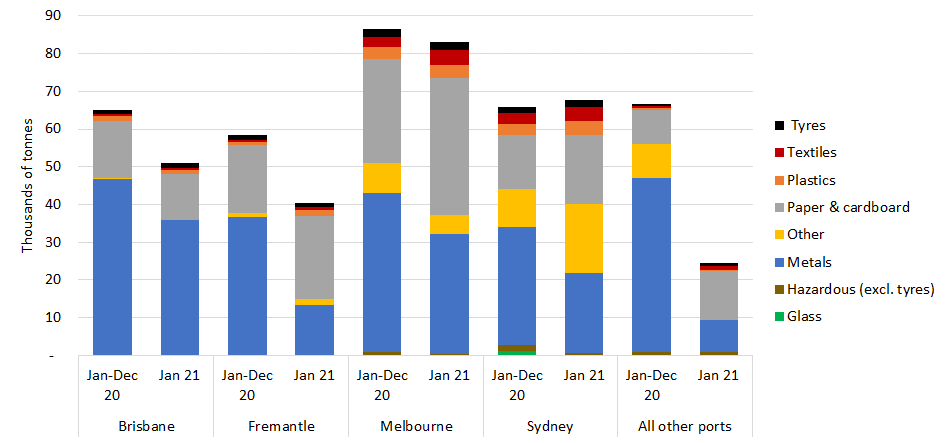 90
80
70
60
50
40
30
20
10
-
Thousands of tonnes
Jan-Dec 20
Jan 21
Jan-Dec 20
Jan 21
Jan-Dec 20
Jan 21
Jan-Dec 20
Jan 21
Jan-Dec 20
Jan 21
Brisbane
Fremantle
Melbourne
Sydney
All other ports
Tyres
Textiles
Plastics
Paper & cardboard
Other
Metals
Hazardous (excl. tyres)
Glass